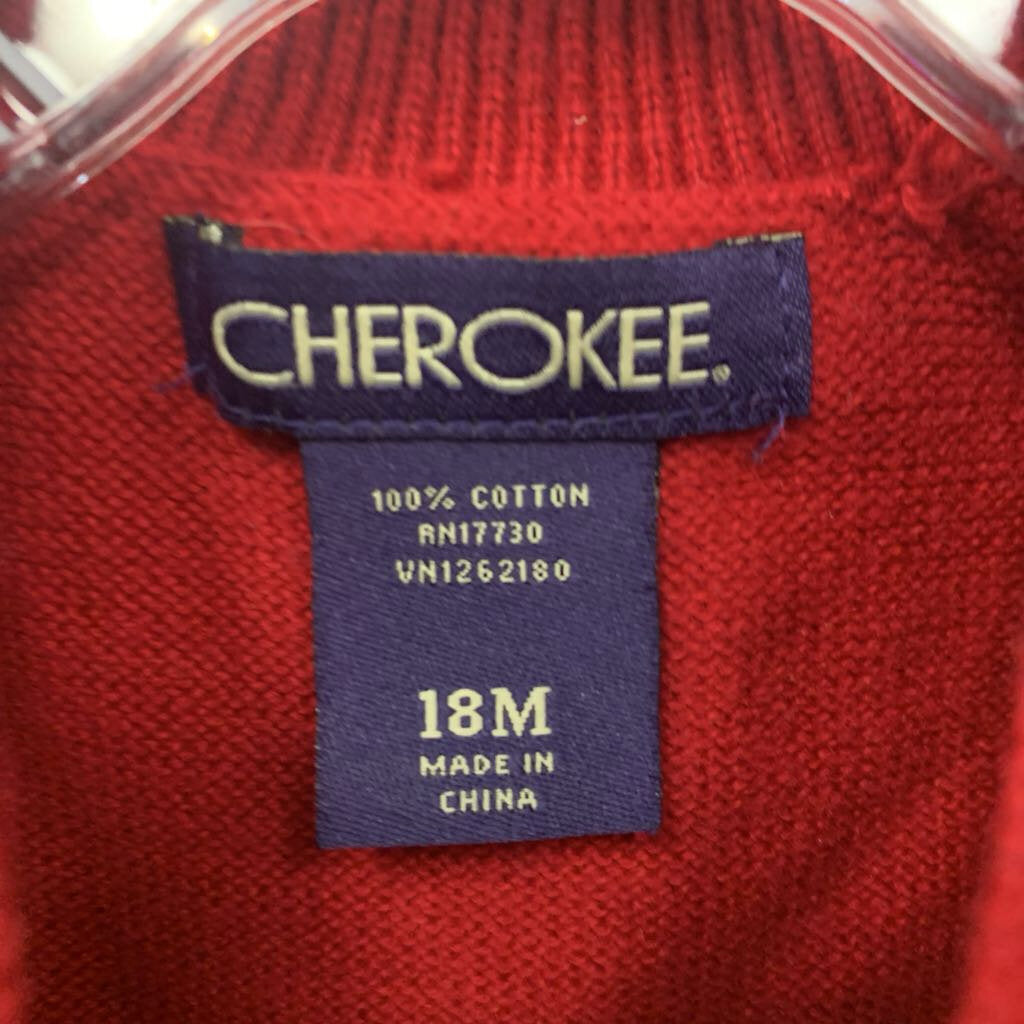 CHEROKEE.
100% COTTON
RN17730
VN1262180
18M
MADE IN
CHINA